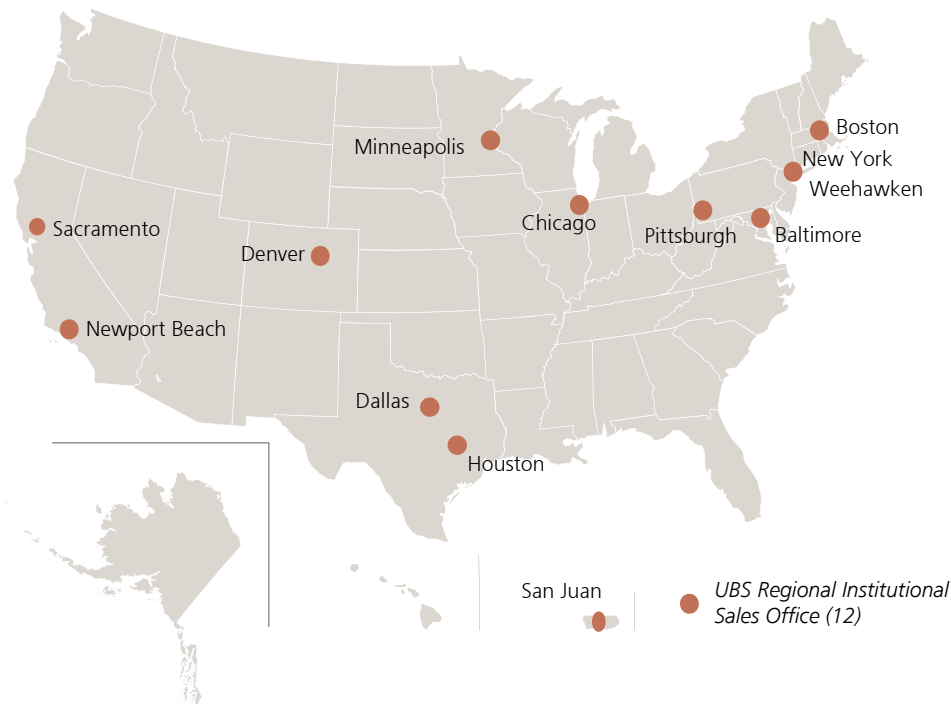 Boston
Minneapolis
New York
Weehawken
Chicago
Sacramento
Pittsburgh
Baltimore
Denver
Newport Beach
Dallas
Houston
San Juan
UBS Regional Institutional
Sales Office (12)